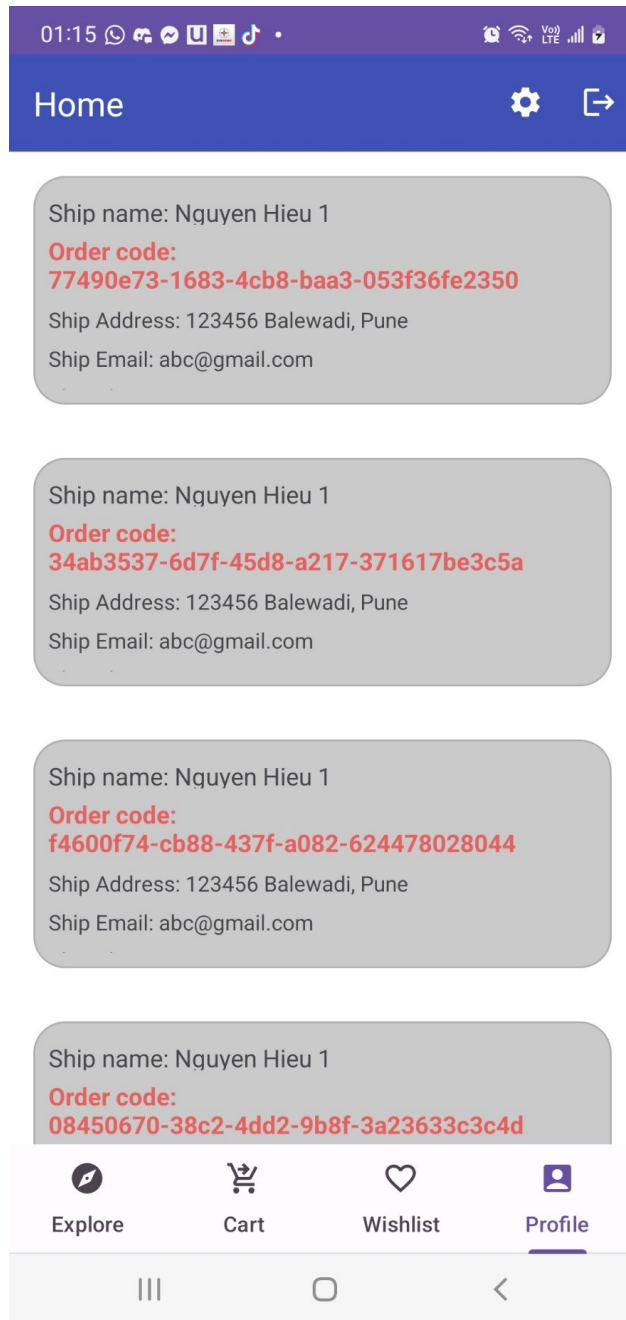 01:15
Vo))
LTE
Home
Ship name: Nguyen Hieu 1
Order code:
77490e73-1683-4cb8-baa3-053f36fe2350
Ship Address: 123456 Balewadi, Pune
Ship Email: abc@gmail.com
Ship name: Nguyen Hieu 1
Order code:
34ab3537-6d7f-45d8-a217-371617be3c5a
Ship Address: 123456 Balewadi, Pune
Ship Email: abc@gmail.com
Ship name: Nguyen Hieu 1
Order code:
f4600f74-cb88-437f-a082-624478028044
Ship Address: 123456 Balewadi, Pune
Ship Email: abc@gmail.com
Ship name: Nguyen Hieu 1
Order code:
08450670-38c2-4dd2-9b8f-3a23633c3c4d
Explore Cart Wishlist Profile